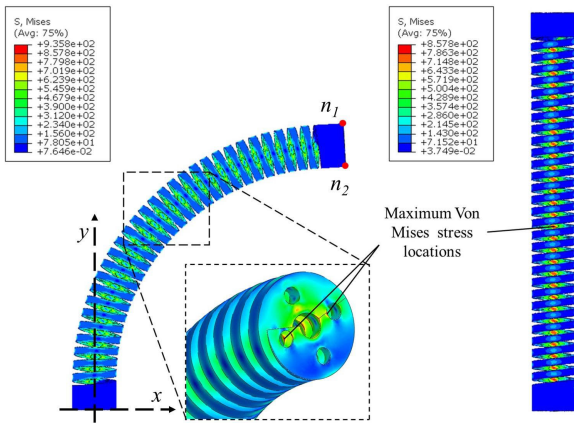 S, Mises
(Avg: 75%)
+9.358e+02
+8.578e+02
+7.798e+02
+7.019e+02
+6.239e+02
+5.459e+02
+4.679e+02
+3.900e+02
+3.120e+02
+2.340e+02
+1.560e+02
+7.805e+01
+7.646e-02
S, Mises
(Avg: 75%)
+8.578e+02
+7.863e+02
+7.148e+02
+6.433e+02
+5.719e+02
+5.004e+02
+4.289e+02
+3.574e+02
+2.860e+02
+2.145e+02
+1.430e+02
+7.152e+01
+3.749e-02
n1
n2
Maximum Von
Mises stress
locations
y
x